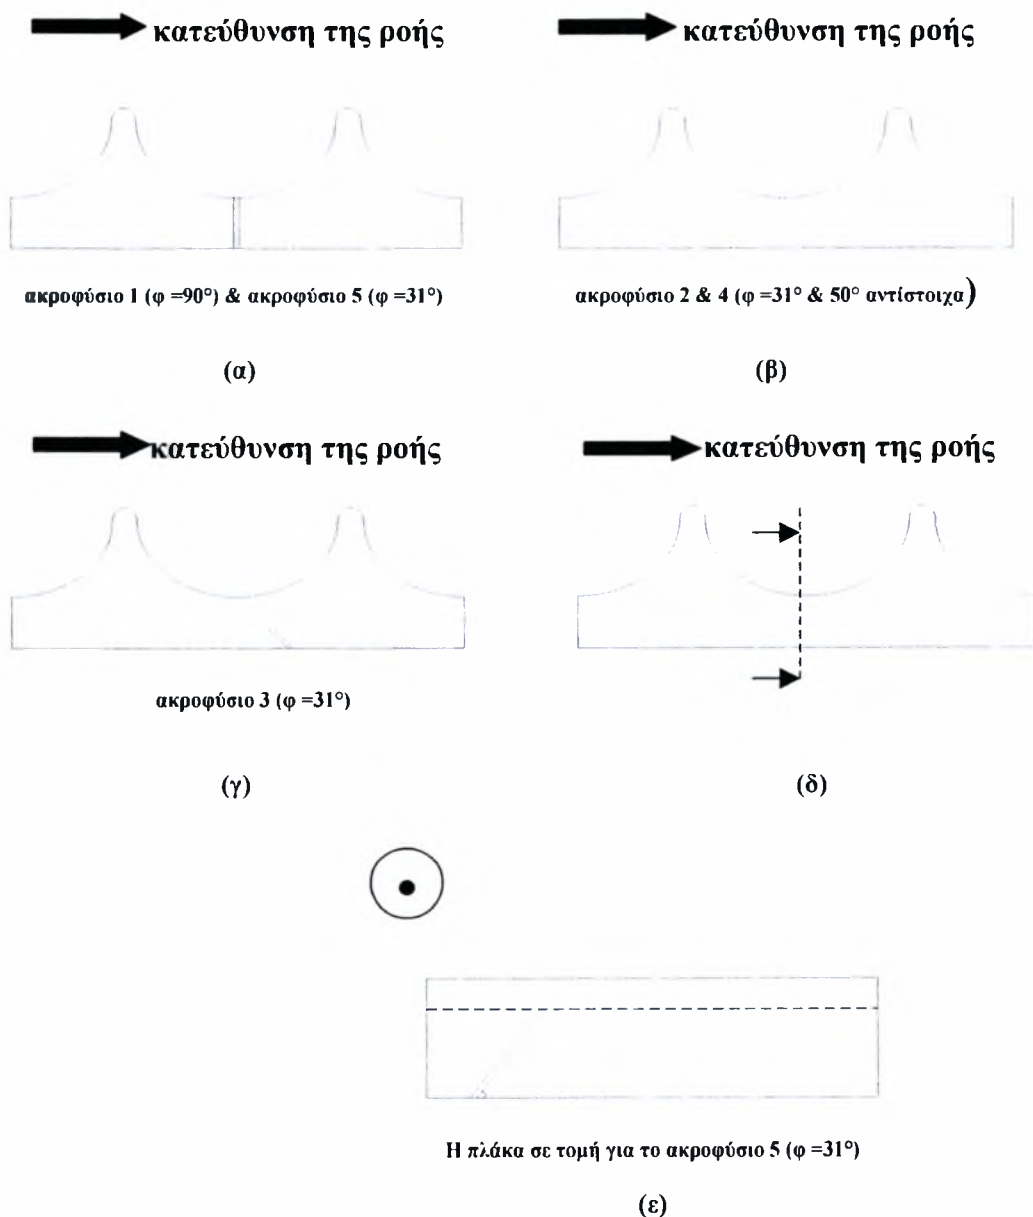 κατεύθυνση της ροής
κατεύθυνση της ροής
ακροφύσιο 1 (φ =90°) & ακροφύσιο 5 (φ =31°)
ακροφύσιο 2 & 4 (φ =31° & 50° αντίστοιχα)
(α)
(β)
κατεύθυνση της ροής
κατεύθυνση της ροής
ακροφύσιο 3 (φ =31°)
(γ)
(δ)
Η πλάκα σε τομή για το ακροφύσιο 5 (φ =31°)
(ε)